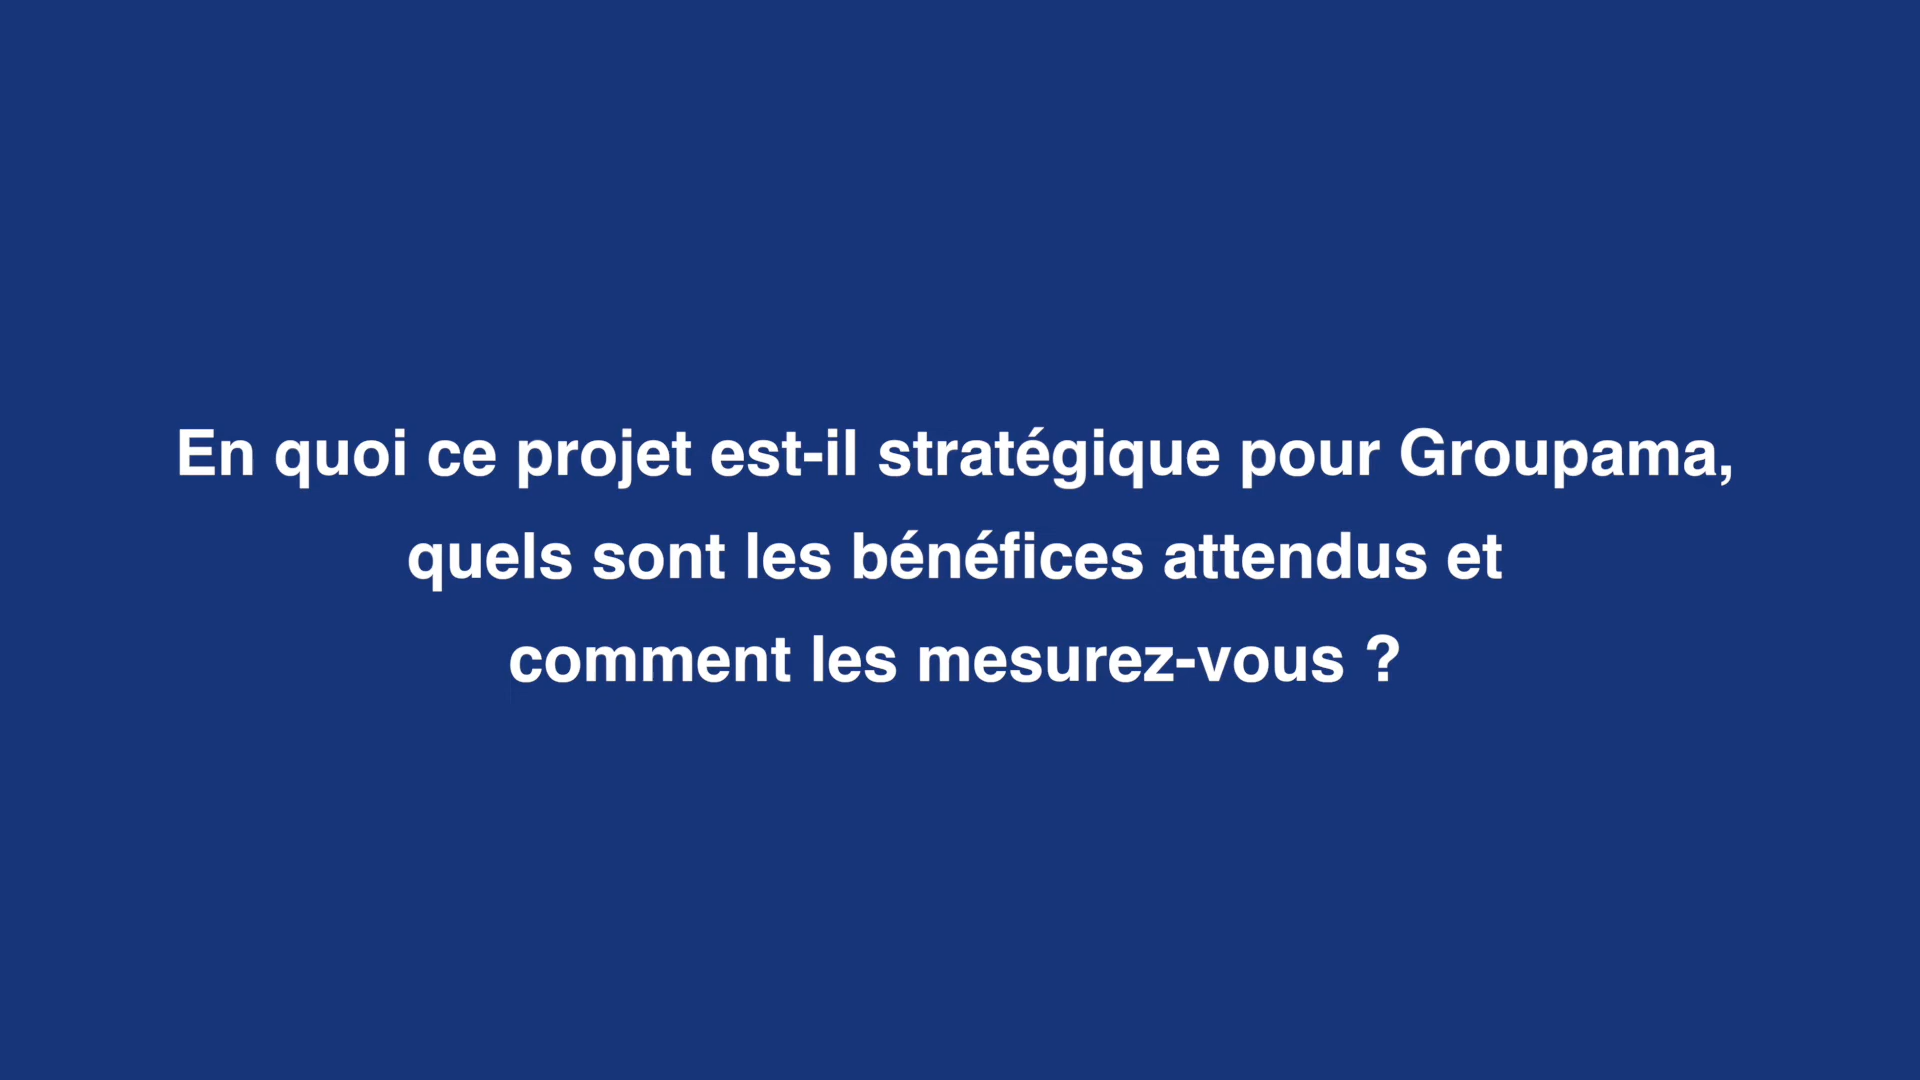 En quoi ce projet est-il stratégique pour Groupama,
quels sont les bénéfices attendus et
comment les mesurez-vous ?